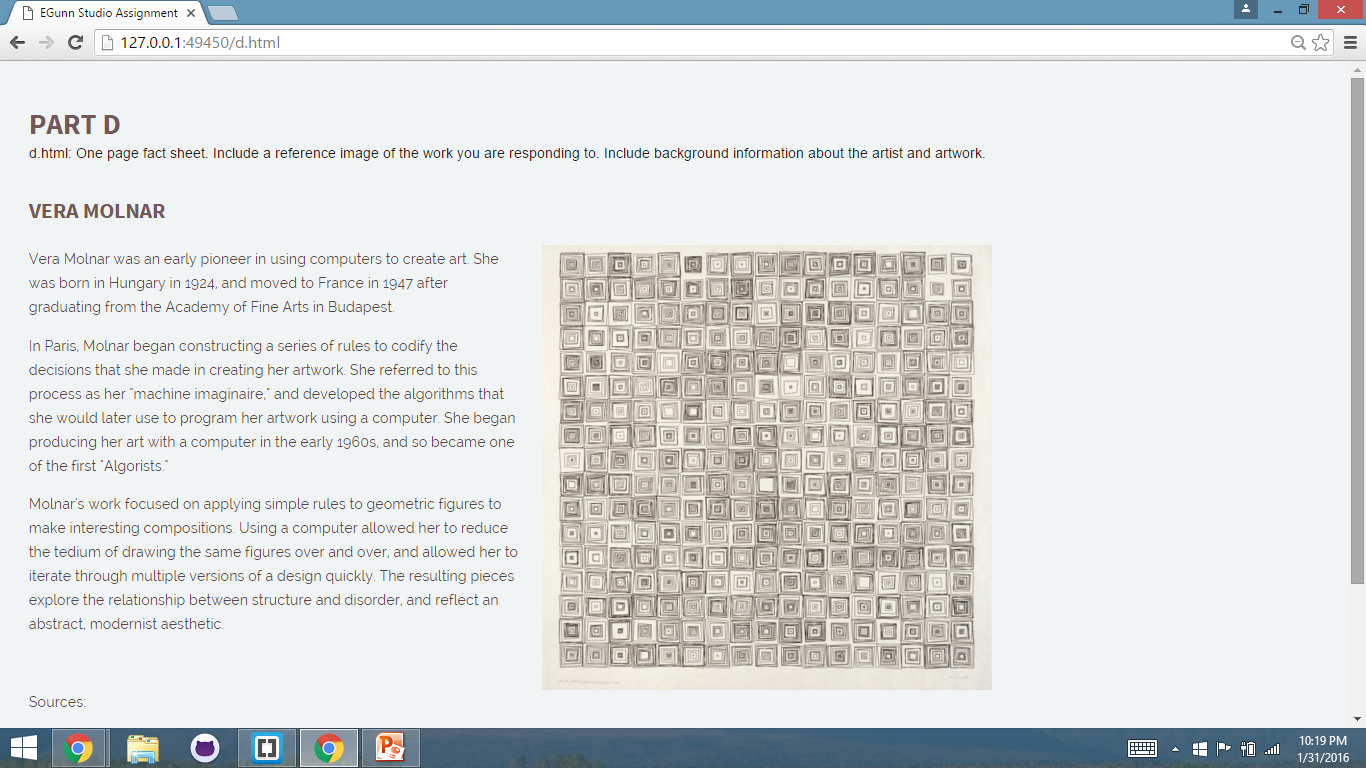 EGunn Studio Assignment
127.0.0.1:49450/d.html
PART D
d.html: One page fact sheet. Include a reference image of the work you are responding to. Include background information about the artist and artwork.
VERA MOLNAR
Vera Molnar was an early pioneer in using computers to create art. She
was born in Hungary in 1924, and moved to France in 1947 after
graduating from the Academy of Fine Arts in Budapest.
In Paris, Molnar began constructing a series of rules to codify the
decisions that she made in creating her artwork. She referred to this
process as her "machine imaginaire," and developed the algorithms that
she would later use to program her artwork using a computer. She began
producing her art with a computer in the early 1960s, and so became one
of the first "Algorists."
Molnar's work focused on applying simple rules to geometric figures to
make interesting compositions. Using a computer allowed her to reduce
the tedium of drawing the same figures over and over, and allowed her to
iterate through multiple versions of a design quickly. The resulting pieces
explore the relationship between structure and disorder, and reflect an
abstract, modernist aesthetic.
Sources:
10:19 PM
1/31/2016